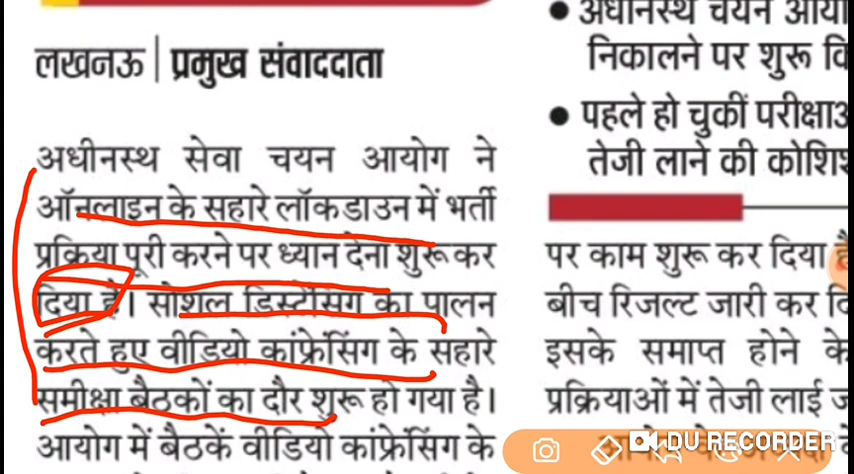 लखनऊ | प्रमुख संवाददाता
अधीनस्थ सेवा चयन आयोग ने
ऑनलाइन के सहारे लॉकडाउन में भर्ती
प्रक्रिया पूरी करने पर ध्यान देना शुरू कर
दिया है। सोशल डिस्टेंसिंग का पालन
करते हुए वीडियो कांफ्रेंसिंग के सहारे
समीक्षा बैठकों का दौर शुरू हो गया है।
आयोग में बैठकें वीडियो कांफ्रेंसिंग के
● अधीनस्थ चयन
निकालने पर शुरू
● पहले हो चुकीं
तेजी लाने की
पर काम शुरू कर दिया
बीच रिजल्ट जारी कर
इसके समाप्त होने के
प्रक्रियाओं में तेजी लाई
DU RECORDER